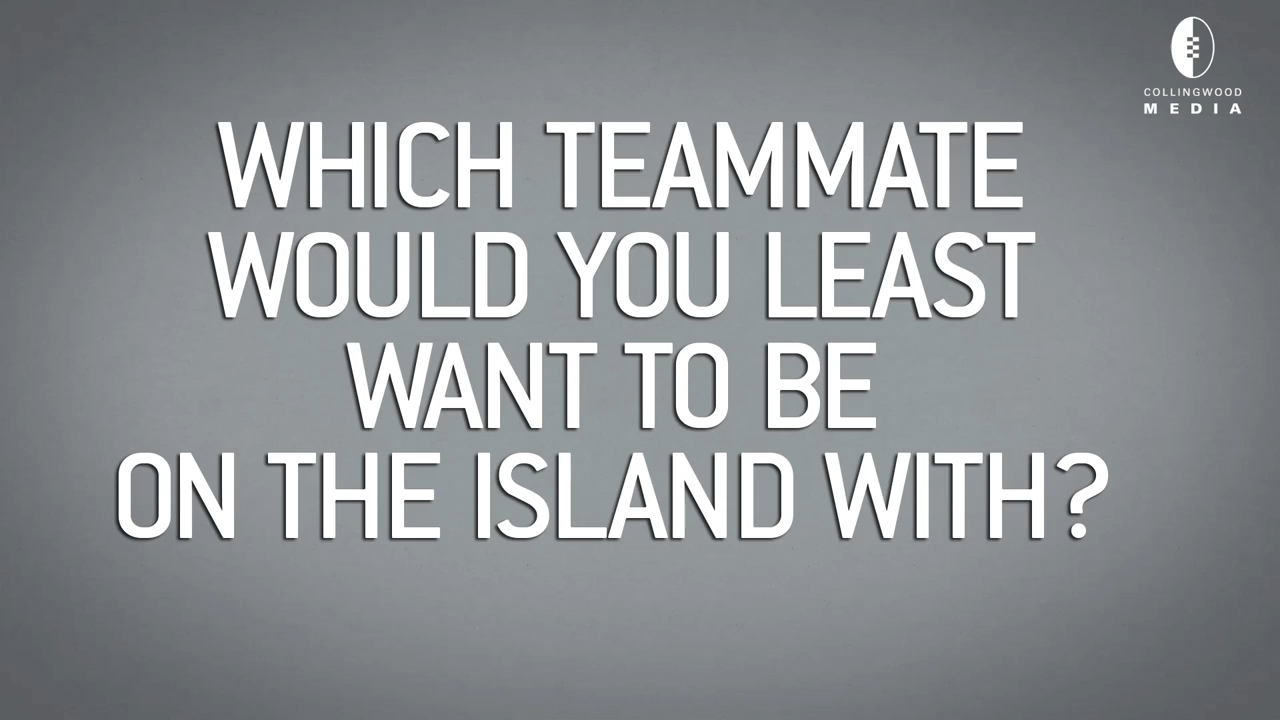 COLLINGWOOD
MEDIA
WHICH TEAMMATE
WOULD YOU LEAST
WANT TO BE
ON THE ISLAND WITH?